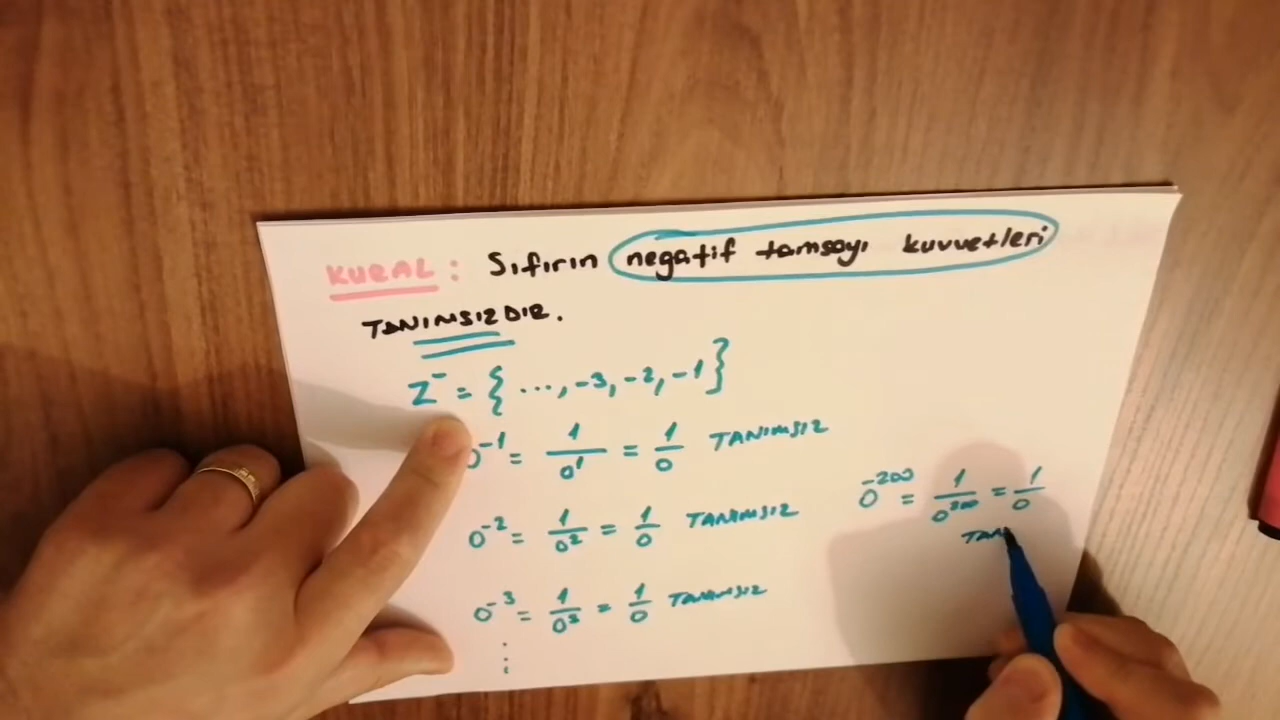 KURAL : Sıfırın negatif tamsayı kuvvetleri
TANIMSIZDIR.
Z⁻ = {..., -3, -2, -1}
0⁻¹ = 1/0¹ = 1/0 TANIMSIZ
0⁻² = 1/0² = 1/0 TANIMSIZ
0⁻³ = 1/0³ = 1/0 TANIMSIZ
⋮
0⁻²⁰⁰ = 1/0²⁰⁰ = 1/0
TAN